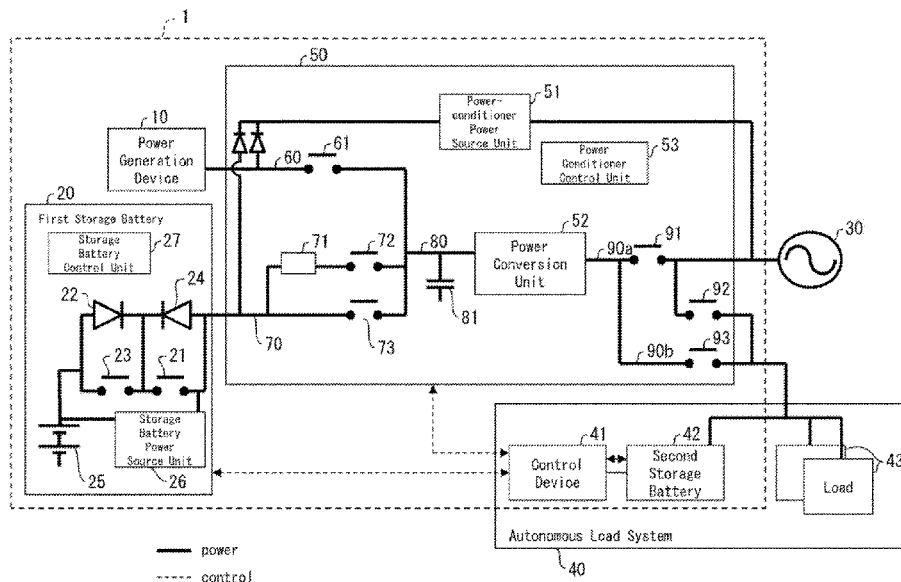 1
50
10
Power
Generation
Device
61
60
Power-
conditioner
Power
Source Unit
51
Power
Conditioner
Control Unit
53
20
First Storage Battery
Storage
Battery
Control Unit
27
22
24
23
21
25
Storage
Battery
Power
Source Unit
26
71
72
70
73
80
81
52
Power
Conversion
Unit
90a
91
30
92
93
90b
41
Control
Device
42
Second
Storage
Battery
43
Load
Autonomous Load System
40
power
control